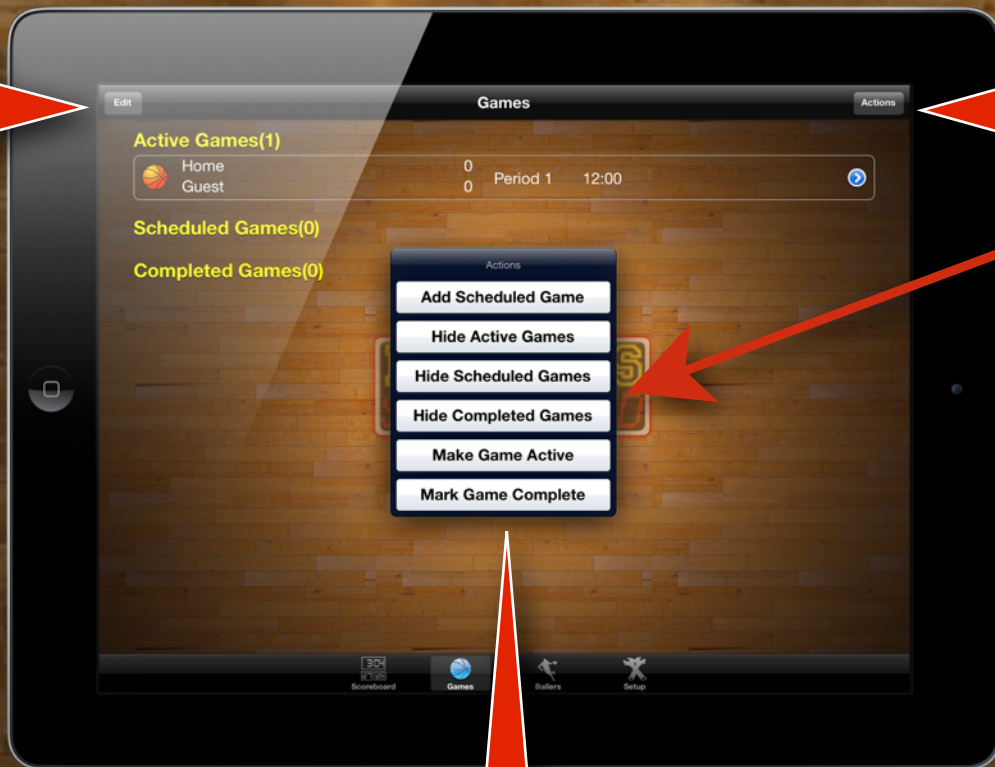 Edit
Games
Actions
Active Games(1)
Home 0
Guest 0
Period 1 12:00
Scheduled Games(0)
Completed Games(0)
Actions
Add Scheduled Game
Hide Active Games
Hide Scheduled Games
Hide Completed Games
Make Game Active
Mark Game Complete
Scoreboard
Games
Ballers
Setup